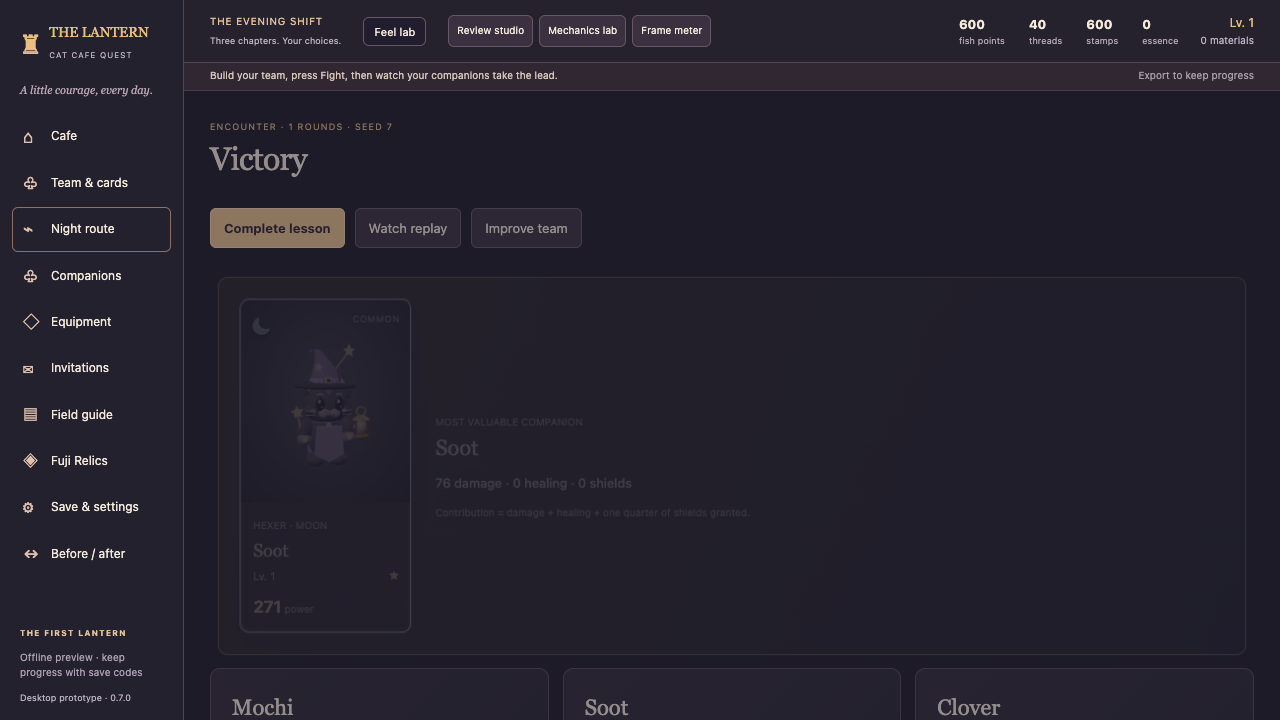 THE LANTERN
CAT CAFE QUEST
A little courage, every day.
Cafe
Team & cards
Night route
Companions
Equipment
Invitations
Field guide
Fuji Relics
Save & settings
Before / after
THE FIRST LANTERN
Offline preview · keep
progress with save codes
Desktop prototype · 0.7.0
THE EVENING SHIFT
Three chapters. Your choices.
Feel lab
Review studio
Mechanics lab
Frame meter
600
fish points
40
threads
600
stamps
0
essence
Lv. 1
0 materials
Build your team, press Fight, then watch your companions take the lead.
Export to keep progress
ENCOUNTER · 1 ROUNDS · SEED 7
Victory
Complete lesson
Watch replay
Improve team
COMMON
HEXER · MOON
Soot
Lv. 1
271 power
MOST VALUABLE COMPANION
Soot
76 damage · 0 healing · 0 shields
Contribution = damage + healing + one quarter of shields granted.
Mochi
Soot
Clover